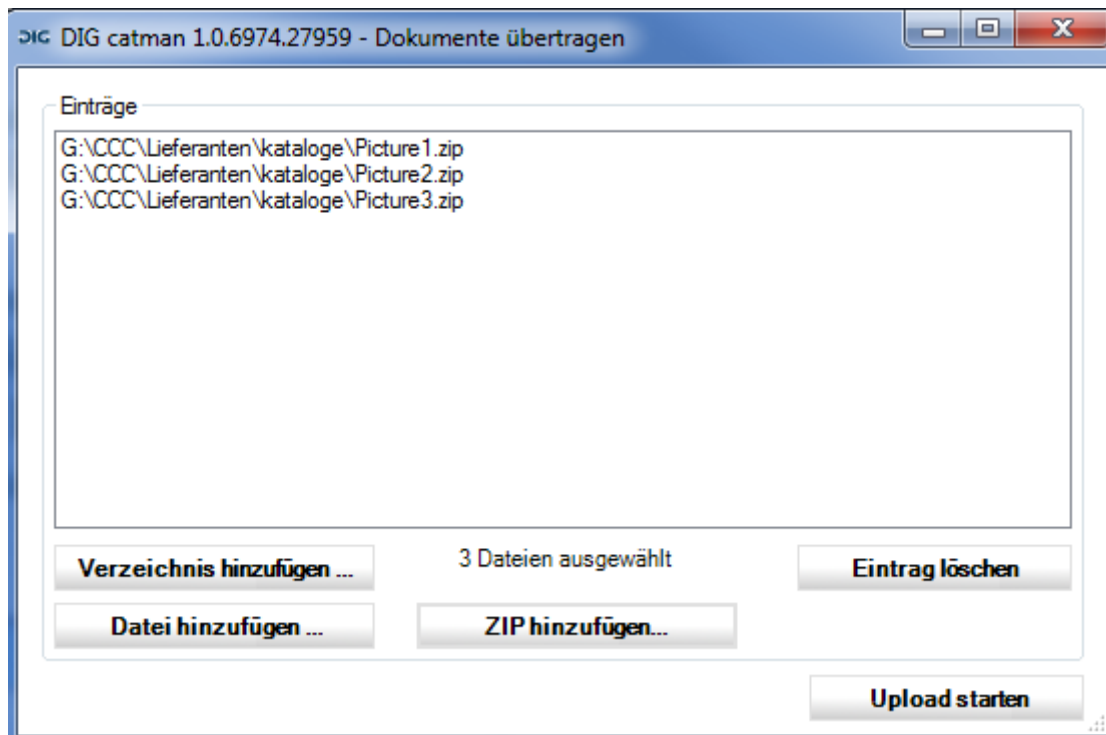 DIG DIG catman 1.0.6974.27959 - Dokumente übertragen
Einträge
G:\CCC\Lieferanten\kataloge\Picture1.zip
G:\CCC\Lieferanten\kataloge\Picture2.zip
G:\CCC\Lieferanten\kataloge\Picture3.zip
Verzeichnis hinzufügen ...
3 Dateien ausgewählt
Eintrag löschen
Datei hinzufügen ...
ZIP hinzufügen...
Upload starten